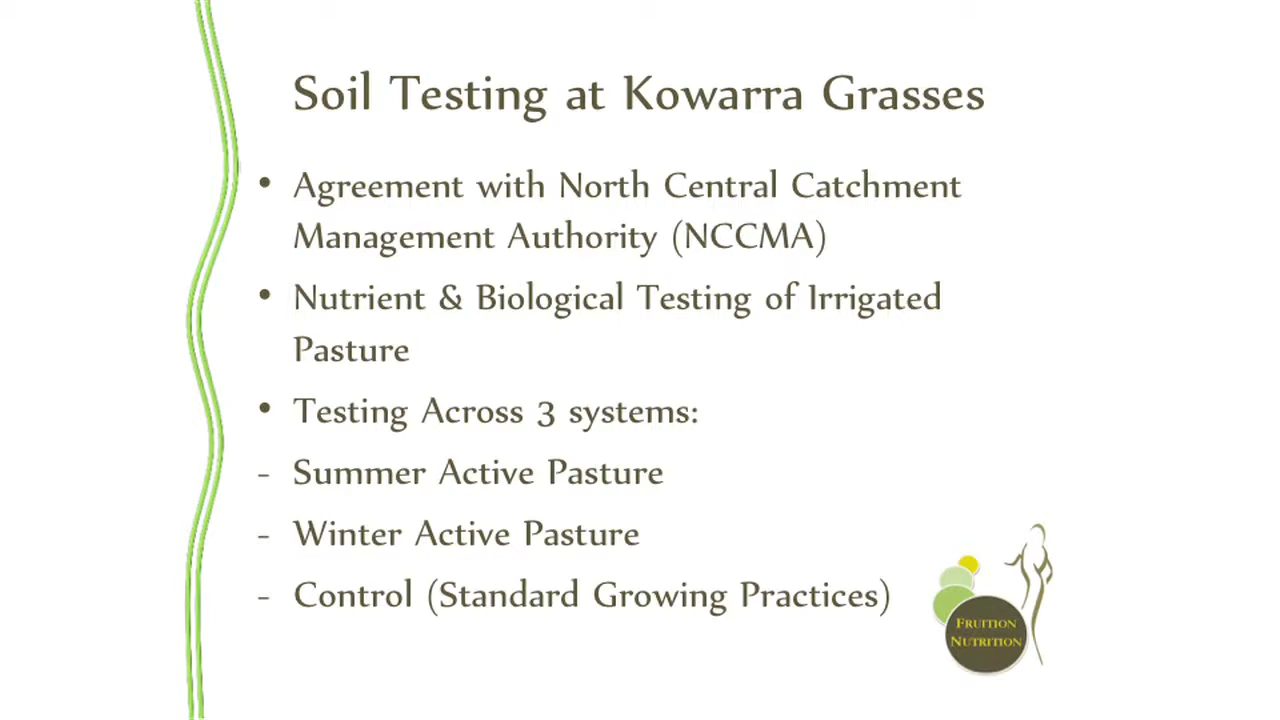 Soil Testing at Kowarra Grasses
• Agreement with North Central Catchment
Management Authority (NCCMA)
• Nutrient & Biological Testing of Irrigated
Pasture
• Testing Across 3 systems:
- Summer Active Pasture
- Winter Active Pasture
- Control (Standard Growing Practices)
FRUITION
NUTRITION